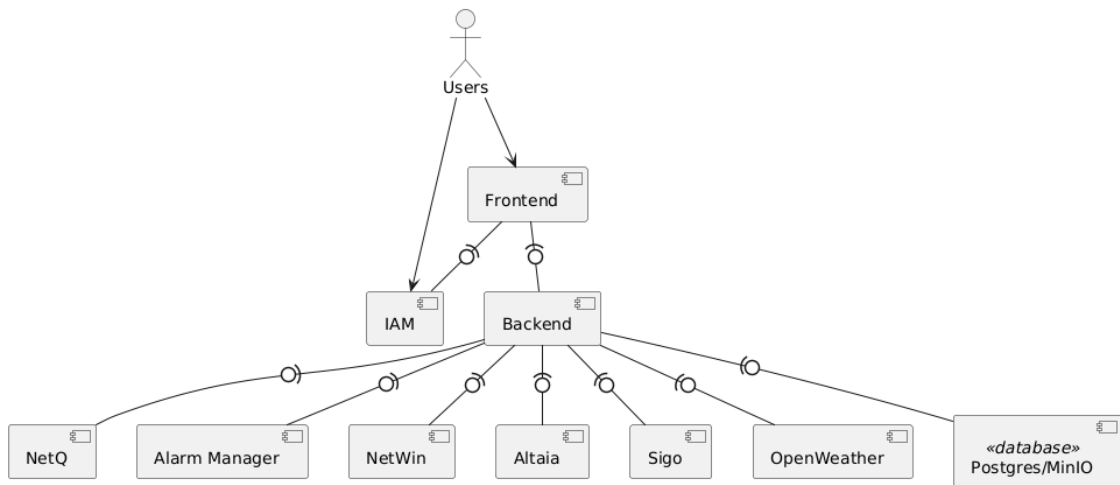 Users
Frontend
IAM
Backend
NetQ
Alarm Manager
NetWin
Altaia
Sigo
OpenWeather
«database»
Postgres/MinIO